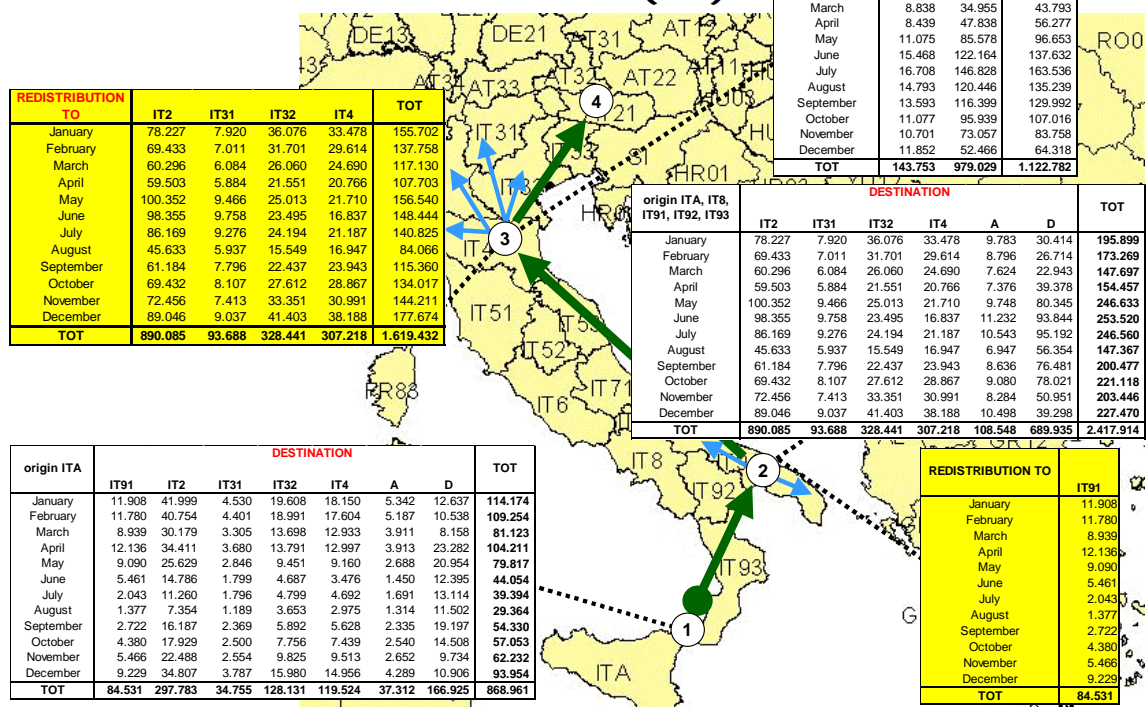 March 8.838 34.955 43.793
April 8.439 47.838 56.277
May 11.075 85.578 96.653
June 15.468 122.164 137.632
July 16.708 146.828 163.536
August 14.793 120.446 135.239
September 13.593 116.399 129.992
October 11.077 95.939 107.016
November 10.701 73.057 83.758
December 11.852 52.466 64.318
TOT 143.753 979.029 1.122.782
DE13 DE21 AT31 AT12 RO0
AT33 AT32 AT22 AT11
4
HU03
IT31
HR01
3
REDISTRIBUTION TO IT2 IT31 IT32 IT4 TOT
January 78.227 7.920 36.076 33.478 155.702
February 69.433 7.011 31.701 29.614 137.758
March 60.296 6.084 26.060 24.690 117.130
April 59.503 5.884 21.551 20.766 107.703
May 100.352 9.466 25.013 21.710 156.540
June 98.355 9.758 23.495 16.837 148.444
July 86.169 9.276 24.194 21.187 140.825
August 45.633 5.937 15.549 16.947 84.066
September 61.184 7.796 22.437 23.943 115.360
October 69.432 8.107 27.612 28.867 134.017
November 72.456 7.413 33.351 30.991 144.211
December 89.046 9.037 41.403 38.188 177.674
TOT 890.085 93.688 328.441 307.218 1.619.432
origin ITA, IT8, IT91, IT92, IT93
DESTINATION
IT2 IT31 IT32 IT4 A D TOT
January 78.227 7.920 36.076 33.478 9.783 30.414 195.899
February 69.433 7.011 31.701 29.614 8.796 26.714 173.269
March 60.296 6.084 26.060 24.690 7.624 22.943 147.697
April 59.503 5.884 21.551 20.766 7.376 39.378 154.457
May 100.352 9.466 25.013 21.710 9.748 80.345 246.633
June 98.355 9.758 23.495 16.837 11.232 93.844 253.520
July 86.169 9.276 24.194 21.187 10.543 95.192 246.560
August 45.633 5.937 15.549 16.947 6.947 56.354 147.367
September 61.184 7.796 22.437 23.943 8.636 76.481 200.477
October 69.432 8.107 27.612 28.867 9.080 78.021 221.118
November 72.456 7.413 33.351 30.991 8.284 50.951 203.446
December 89.046 9.037 41.403 38.188 10.498 39.298 227.470
TOT 890.085 93.688 328.441 307.218 108.548 689.935 2.417.914
IT51
IT52
IT71
FR83
IT6
IT8
2
IT92
IT93
1
ITA
origin ITA
DESTINATION
IT91 IT2 IT31 IT32 IT4 A D TOT
January 11.908 41.999 4.530 19.608 18.150 5.342 12.637 114.174
February 11.780 40.754 4.401 18.991 17.604 5.187 10.538 109.254
March 8.939 30.179 3.305 13.698 12.933 3.911 8.158 81.123
April 12.136 34.411 3.680 13.791 12.997 3.913 23.282 104.211
May 9.090 25.629 2.846 9.451 9.160 2.688 20.954 79.817
June 5.461 14.786 1.799 4.687 3.476 1.450 12.395 44.054
July 2.043 11.260 1.796 4.799 4.692 1.691 13.114 39.394
August 1.377 7.354 1.189 3.653 2.975 1.314 11.502 29.364
September 2.722 16.187 2.369 5.892 5.628 2.335 19.197 54.330
October 4.380 17.929 2.500 7.756 7.439 2.540 14.508 57.053
November 5.466 22.488 2.554 9.825 9.513 2.652 9.734 62.232
December 9.229 34.807 3.787 15.980 14.956 4.289 10.906 93.954
TOT 84.531 297.783 34.755 128.131 119.524 37.312 166.925 868.961
REDISTRIBUTION TO
IT91
January 11.908
February 11.780
March 8.939
April 12.136
May 9.090
June 5.461
July 2.043
August 1.377
September 2.722
October 4.380
November 5.466
December 9.229
TOT 84.531